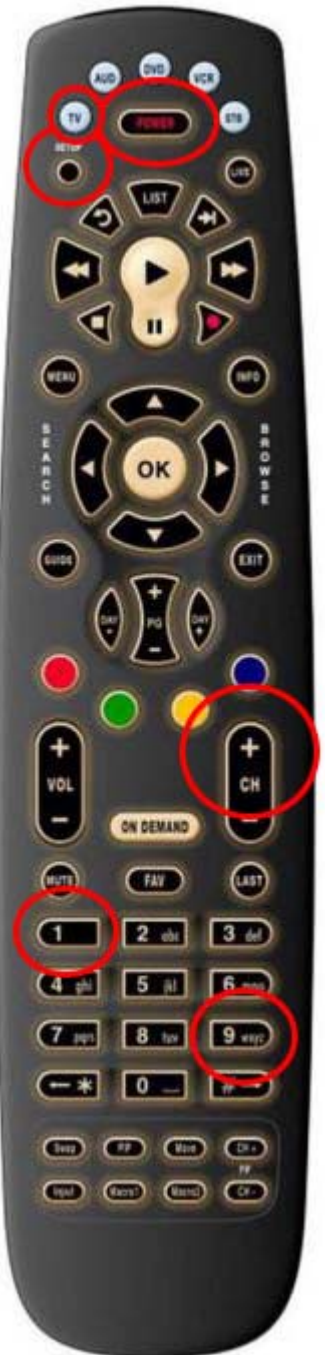 AUD DVD VCR
TV POWER STB
SETUP
LIST LIVE
MENU INFO
SEARCH BROWSE
OK
GUIDE EXIT
+
DAY - PG DAY +
-
+ +
VOL CH
- -
ON DEMAND
MUTE FAV LAST
1 2 abc 3 def
4 ghi 5 jkl 6 mno
7 pqrs 8 tuv 9 wxyz
← * 0 #
Swap PIP Move CH +
PIP
Input Macro1 Macro2 CH -